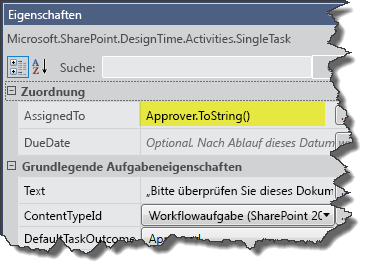 Eigenschaften
Microsoft.SharePoint.DesignTime.Activities.SingleTask
Suche:
Zuordnung
AssignedTo Approver.ToString()
DueDate Optional. Nach Ablauf dieses Datum
Grundlegende Aufgabeneigenschaften
Text „Bitte überprüfen Sie dieses Dokum
ContentTypeId Workflowaufgabe (SharePoint 20
DefaultTaskOutcome